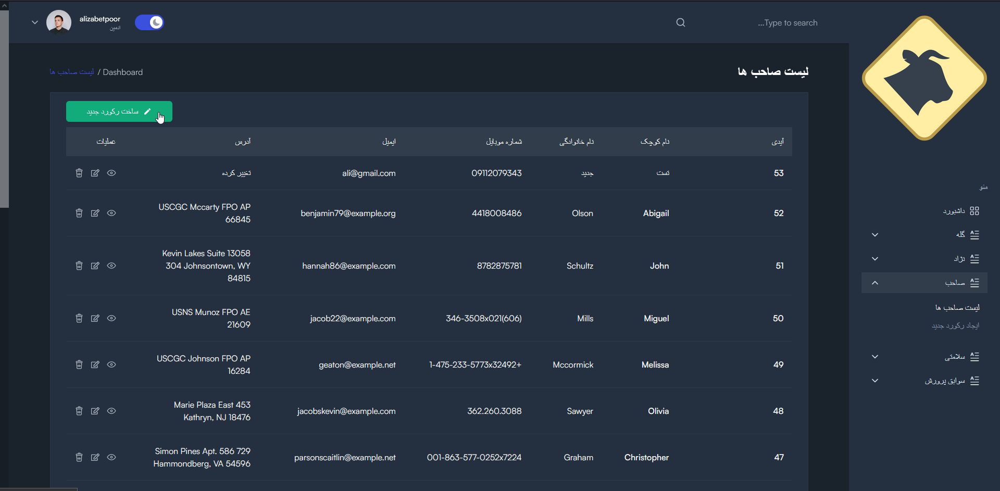 alizabetpoor
ادمین
Type to search...
لیست صاحب ها
Dashboard / لیست صاحب ها
ساخت رکورد جدید
آیدی نام کوچک نام خانوادگی شماره موبایل ایمیل آدرس عملیات
53 تست جدید 09112079343 ali@gmail.com تغییر کرده
52 Abigail Olson 4418008486 benjamin79@example.org USCGC Mccarty FPO AP
66845
51 John Schultz 8782875781 hannah86@example.com Kevin Lakes Suite 13058
304 Johnsontown, WY
84815
50 Miguel Mills 346-3508x021(606) jacob22@example.com USNS Munoz FPO AE
21609
49 Melissa Mccormick 1-475-233-5773x32492+ geaton@example.net USCGC Johnson FPO AP
16284
48 Olivia Sawyer 362.260.3088 jacobskevin@example.com Marie Plaza East 453
Kathryn, NJ 18476
47 Christopher Graham 001-863-577-0252x7224 parsonscaitlin@example.net Simon Pines Apt. 586 729
Hammondberg, VA 54596
منو
داشبورد
گله
نژاد
صاحب
لیست صاحب ها
ایجاد رکورد جدید
سلامتی
سوابق پرورش